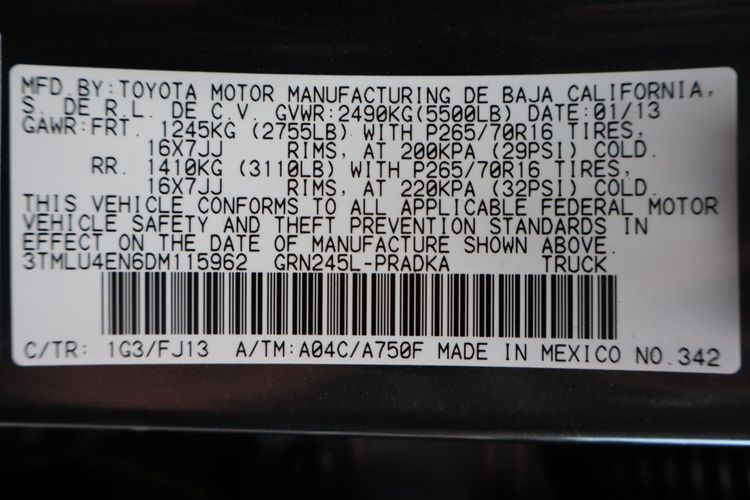 MFD.BY:TOYOTA MOTOR MANUFACTURING DE BAJA CALIFORNIA,
S. DE R.L. DE C.V. GVWR:2490KG(5500LB) DATE:01/13
GAWR:FRT. 1245KG (2755LB) WITH P265/70R16 TIRES,
16X7JJ RIMS, AT 200KPA (29PSI) COLD.
RR. 1410KG (3110LB) WITH P265/70R16 TIRES,
16X7JJ RIMS, AT 220KPA (32PSI) COLD.
THIS VEHICLE CONFORMS TO ALL APPLICABLE FEDERAL MOTOR
VEHICLE SAFETY AND THEFT PREVENTION STANDARDS IN
EFFECT ON THE DATE OF MANUFACTURE SHOWN ABOVE.
3TMLU4EN6DM115962 GRN245L-PRADKA TRUCK
C/TR: 1G3/FJ13 A/TM:A04C/A750F MADE IN MEXICO NO.342